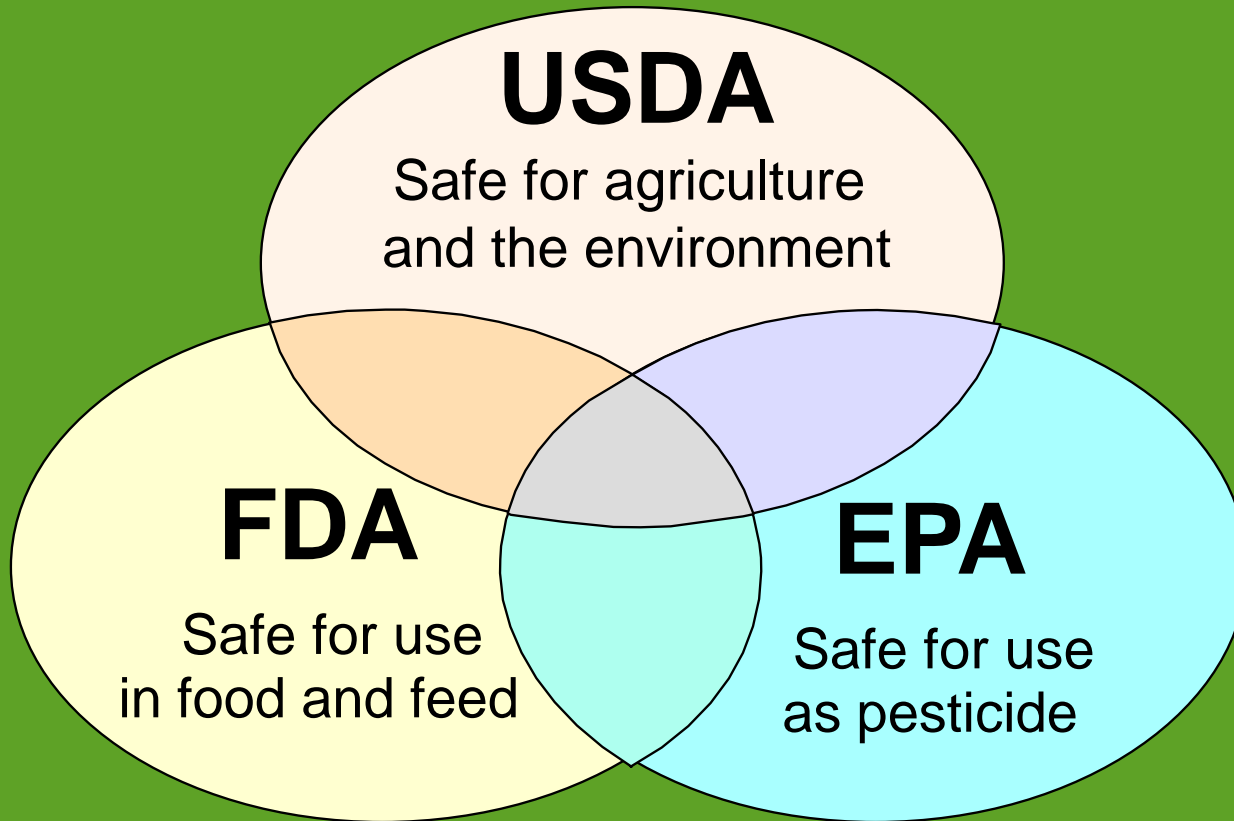 USDA
Safe for agriculture
and the environment
FDA
Safe for use
in food and feed
EPA
Safe for use
as pesticide